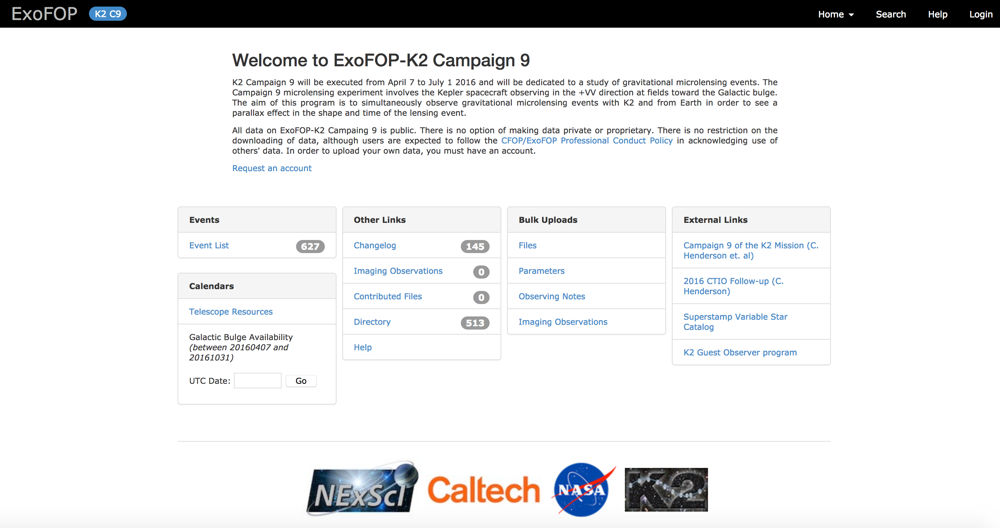 ExoFOP K2 C9 Home Search Help Login
Welcome to ExoFOP-K2 Campaign 9
K2 Campaign 9 will be executed from April 7 to July 1 2016 and will be dedicated to a study of gravitational microlensing events. The
Campaign 9 microlensing experiment involves the Kepler spacecraft observing in the +VV direction at fields toward the Galactic bulge.
The aim of this program is to simultaneously observe gravitational microlensing events with K2 and from Earth in order to see a
parallax effect in the shape and time of the lensing event.
All data on ExoFOP-K2 Campaing 9 is public. There is no option of making data private or proprietary. There is no restriction on the
downloading of data, although users are expected to follow the CFOP/ExoFOP Professional Conduct Policy in acknowledging use of
others' data. In order to upload your own data, you must have an account.
Request an account
Events
Event List 627
Calendars
Telescope Resources
Galactic Bulge Availability
(between 20160407 and
20161031)
UTC Date: Go
Other Links
Changelog 145
Imaging Observations 0
Contributed Files 0
Directory 513
Help
Bulk Uploads
Files
Parameters
Observing Notes
Imaging Observations
External Links
Campaign 9 of the K2 Mission (C.
Henderson et. al)
2016 CTIO Follow-up (C.
Henderson)
Superstamp Variable Star
Catalog
K2 Guest Observer program
NExScI Caltech NASA K2